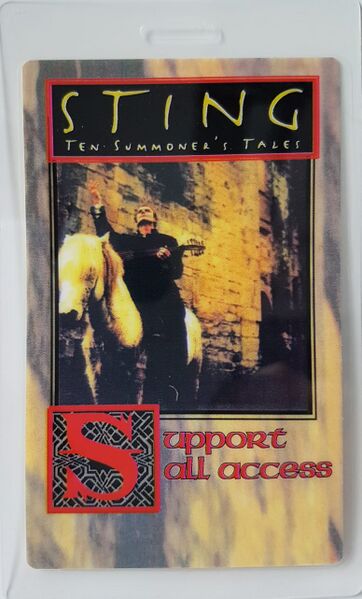 STING
TEN SUMMONER'S TALES
Support
all access